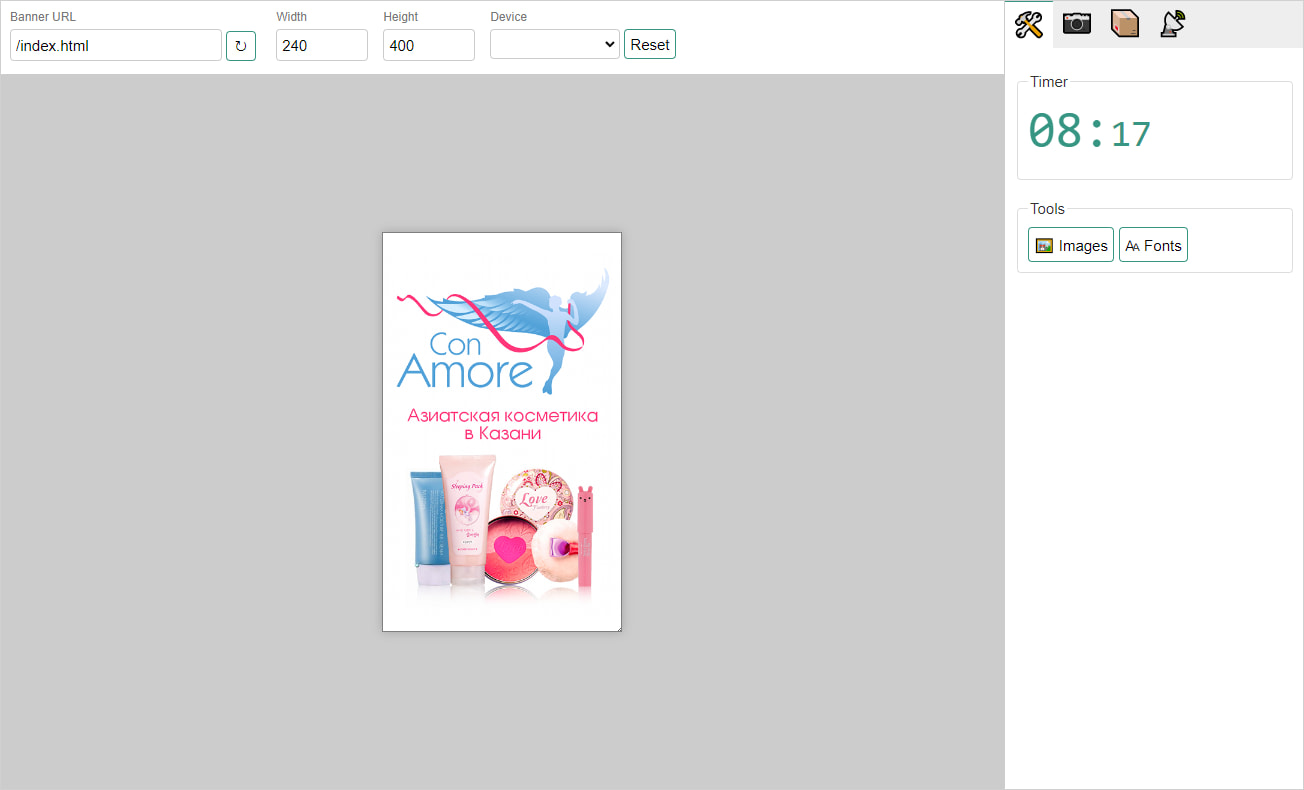 Banner URL
Width
Height
Device
/index.html
↻
240
400
Reset
Timer
08:17
Tools
Images
AA Fonts
Con
Amore
Азиатская косметика
в Казани
Sleeping Pack
Love